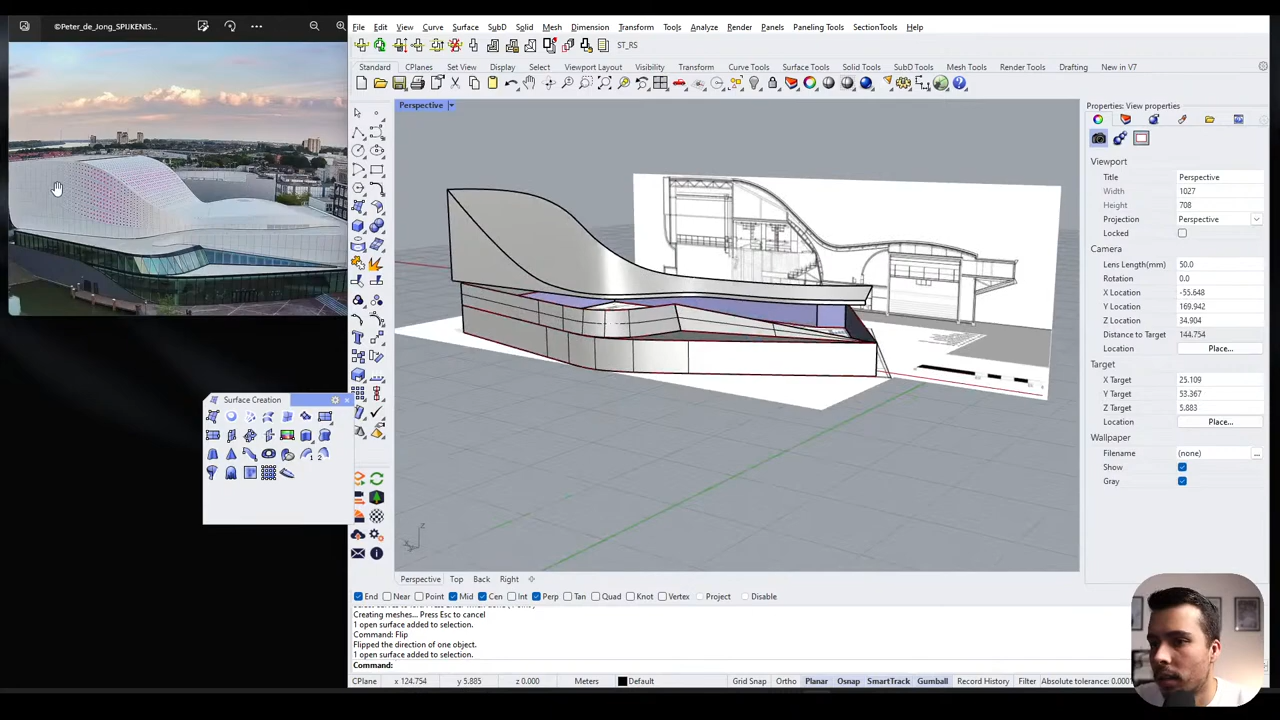 ©Peter_de_Jong_SPIJKENIS...
File Edit View Curve Surface SubD Solid Mesh Dimension Transform Tools Analyze Render Panels Paneling Tools SectionTools Help
ST_RS
Standard CPlanes Set View Display Select Viewport Layout Visibility Transform Curve Tools Surface Tools Solid Tools SubD Tools Mesh Tools Render Tools Drafting New in V7
Perspective
Properties: View properties
Viewport
Title Perspective
Width 1027
Height 708
Projection Perspective
Locked
Camera
Lens Length(mm) 50.0
Rotation 0.0
X Location -55.648
Y Location 169.942
Z Location 34.904
Distance to Target 144.754
Location Place...
Target
X Target 25.109
Y Target 53.367
Z Target 5.883
Location Place...
Wallpaper
Filename (none) ...
Show
Gray
Surface Creation
1 2
z
Perspective Top Back Right
End Near Point Mid Cen Int Perp Tan Quad Knot Vertex Project Disable
Creating meshes... Press Esc to cancel
1 open surface added to selection.
Command: Flip
Flipped the direction of one object.
1 open surface added to selection.
Command:
CPlane x 124.754 y 5.885 z 0.000 Meters Default Grid Snap Ortho Planar Osnap SmartTrack Gumball Record History Filter Absolute tolerance: 0.000